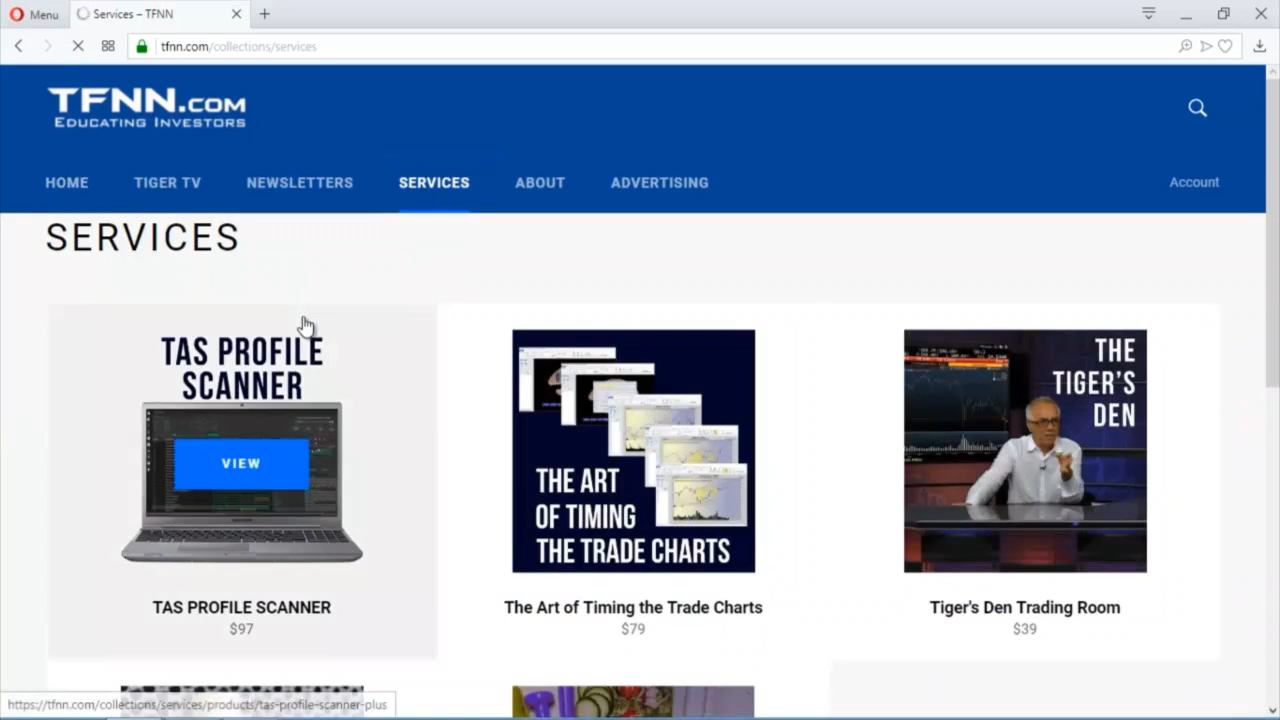 Menu
Services – TFNN
tfnn.com/collections/services
TFNN.COM
EDUCATING INVESTORS
HOME TIGER TV NEWSLETTERS SERVICES ABOUT ADVERTISING Account
SERVICES
TAS PROFILE
SCANNER
VIEW
THE ART
OF TIMING
THE TRADE CHARTS
THE
TIGER'S
DEN
TAS PROFILE SCANNER
$97
The Art of Timing the Trade Charts
$79
Tiger's Den Trading Room
$39
https://tfnn.com/collections/services/products/tas-profile-scanner-plus